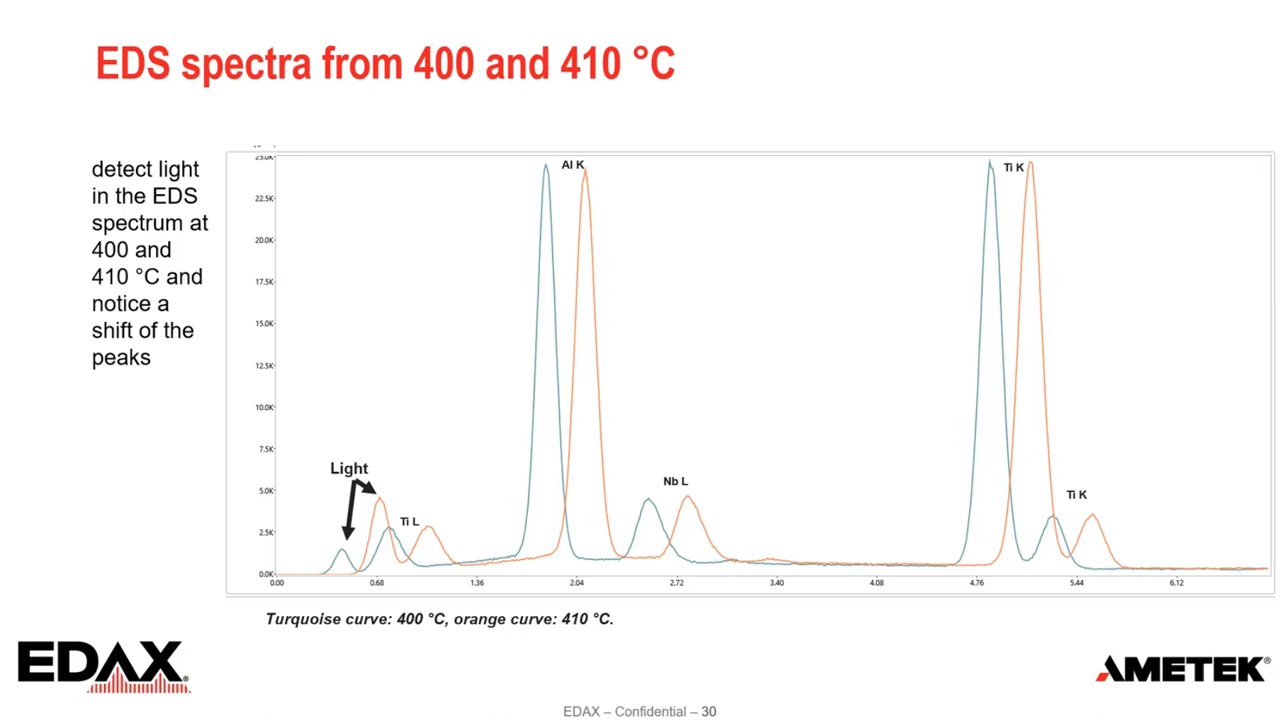 EDS spectra from 400 and 410 °C
detect light
in the EDS
spectrum at
400 and
410 °C and
notice a
shift of the
peaks
25.0K
22.5K
20.0K
17.5K
15.0K
12.5K
10.0K
7.5K
5.0K
2.5K
0.0K
Al K
Ti K
Light
Ti L
Nb L
Ti K
0.00 0.68 1.36 2.04 2.72 3.40 4.08 4.76 5.44 6.12
Turquoise curve: 400 °C, orange curve: 410 °C.
EDAX®
AMETEK®
EDAX – Confidential – 30